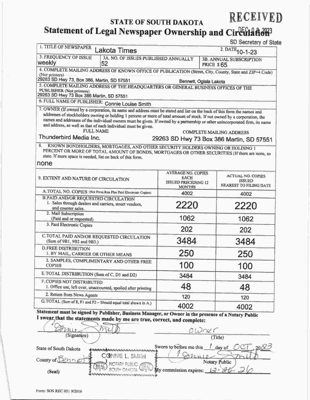 RECEIVED
STATE OF SOUTH DAKOTA
Statement of Legal Newspaper Ownership and Circulation
SD Secretary of State
1. TITLE OF NEWSPAPER Lakota Times
2. DATE 10-1-23
3. FREQUENCY OF ISSUE weekly
3A. NO. OF ISSUES PUBLISHED ANNUALLY 52
3B. ANNUAL SUBSCRIPTION PRICE $ 65
4. COMPLETE MAILING ADDRESS OF KNOWN OFFICE OF PUBLICATION (Street, City, County, State and ZIP+4 Code) (Not printers)
29263 SD Hwy 73, Box 386, Martin, SD 57551 Bennett, Oglala Lakota
5. COMPLETE MAILING ADDRESS OF THE HEADQUARTERS OR GENERAL BUSINESS OFFICES OF THE PUBLISHER (Not printers)
29263 SD Hwy 73 Box 386 Martin, SD 57551
6. FULL NAME OF PUBLISHER: Connie Louise Smith
7. OWNER (If owned by a corporation, its name and address must be stated and list on the back of this form the names and
addresses of stockholders owning or holding 1 percent or more of total amount of stock. If not owned by a corporation, the
names and addresses of the individual owners must be given. If owned by a partnership or other unincorporated firm, its name
and address, as well as that of each individual must be given.
FULL NAME
COMPLETE MAILING ADDRESS
Thunderbird Media Inc. 29263 SD Hwy 73 Box 386 Martin, SD 57551
8. KNOWN BONDHOLDERS, MORTGAGES, AND OTHER SECURITY HOLDERS OWNING OR HOLDING 1
PERCENT OR MORE OF TOTAL AMOUNT OF BONDS, MORTGAGES OR OTHER SECURITIES (If there are none, so
state. If more space is needed, list on back of this form.
none
9. EXTENT AND NATURE OF CIRCULATION
AVERAGE NO. COPIES EACH ISSUED PRECEDING 12 MONTHS
ACTUAL NO. COPIES ISSUED NEAREST TO FILING DATE
A. TOTAL NO. COPIES (Net Press Run Plus Paid Electronic Copies) 4002 4002
B. PAID AND/OR REQUESTED CIRCULATION
1. Sales through dealers and carriers, street vendors, and counter sales. 2220 2220
2. Mail Subscription (Paid and or requested) 1062 1062
3. Paid Electronic Copies 202 202
C. TOTAL PAID AND/OR REQUESTED CIRCULATION (Sum of 9B1, 9B2 and 9B3.) 3484 3484
D. FREE DISTRIBUTION
1. BY MAIL, CARRIER OR OTHER MEANS 250 250
2. SAMPLES, COMPLIMENTARY AND OTHER FREE COPIES 100 100
E. TOTAL DISTRIBUTION (Sum of C, D1 and D2) 3484 3484
F. COPIES NOT DISTRIBUTED
1. Office use, left over, unaccounted, spoiled after printing 48 48
2. Return from News Agents 120 120
G. TOTAL (Sum of E, F1 and F2 - Should equal total shown in A.) 4002 4002
Statement must be signed by Publisher, Business Manager, or Owner in the presence of a Notary Public
I swear that the statements made by me are true, correct, and complete:
Connie Smith owner
(Signature) (Title)
State of South Dakota
Sworn to before me this 1 day of OCT 2023
County of Bennett
CONNIE L. SMITH
NOTARY PUBLIC
SOUTH DAKOTA
Connie Smith
Notary Public
My commission expires: